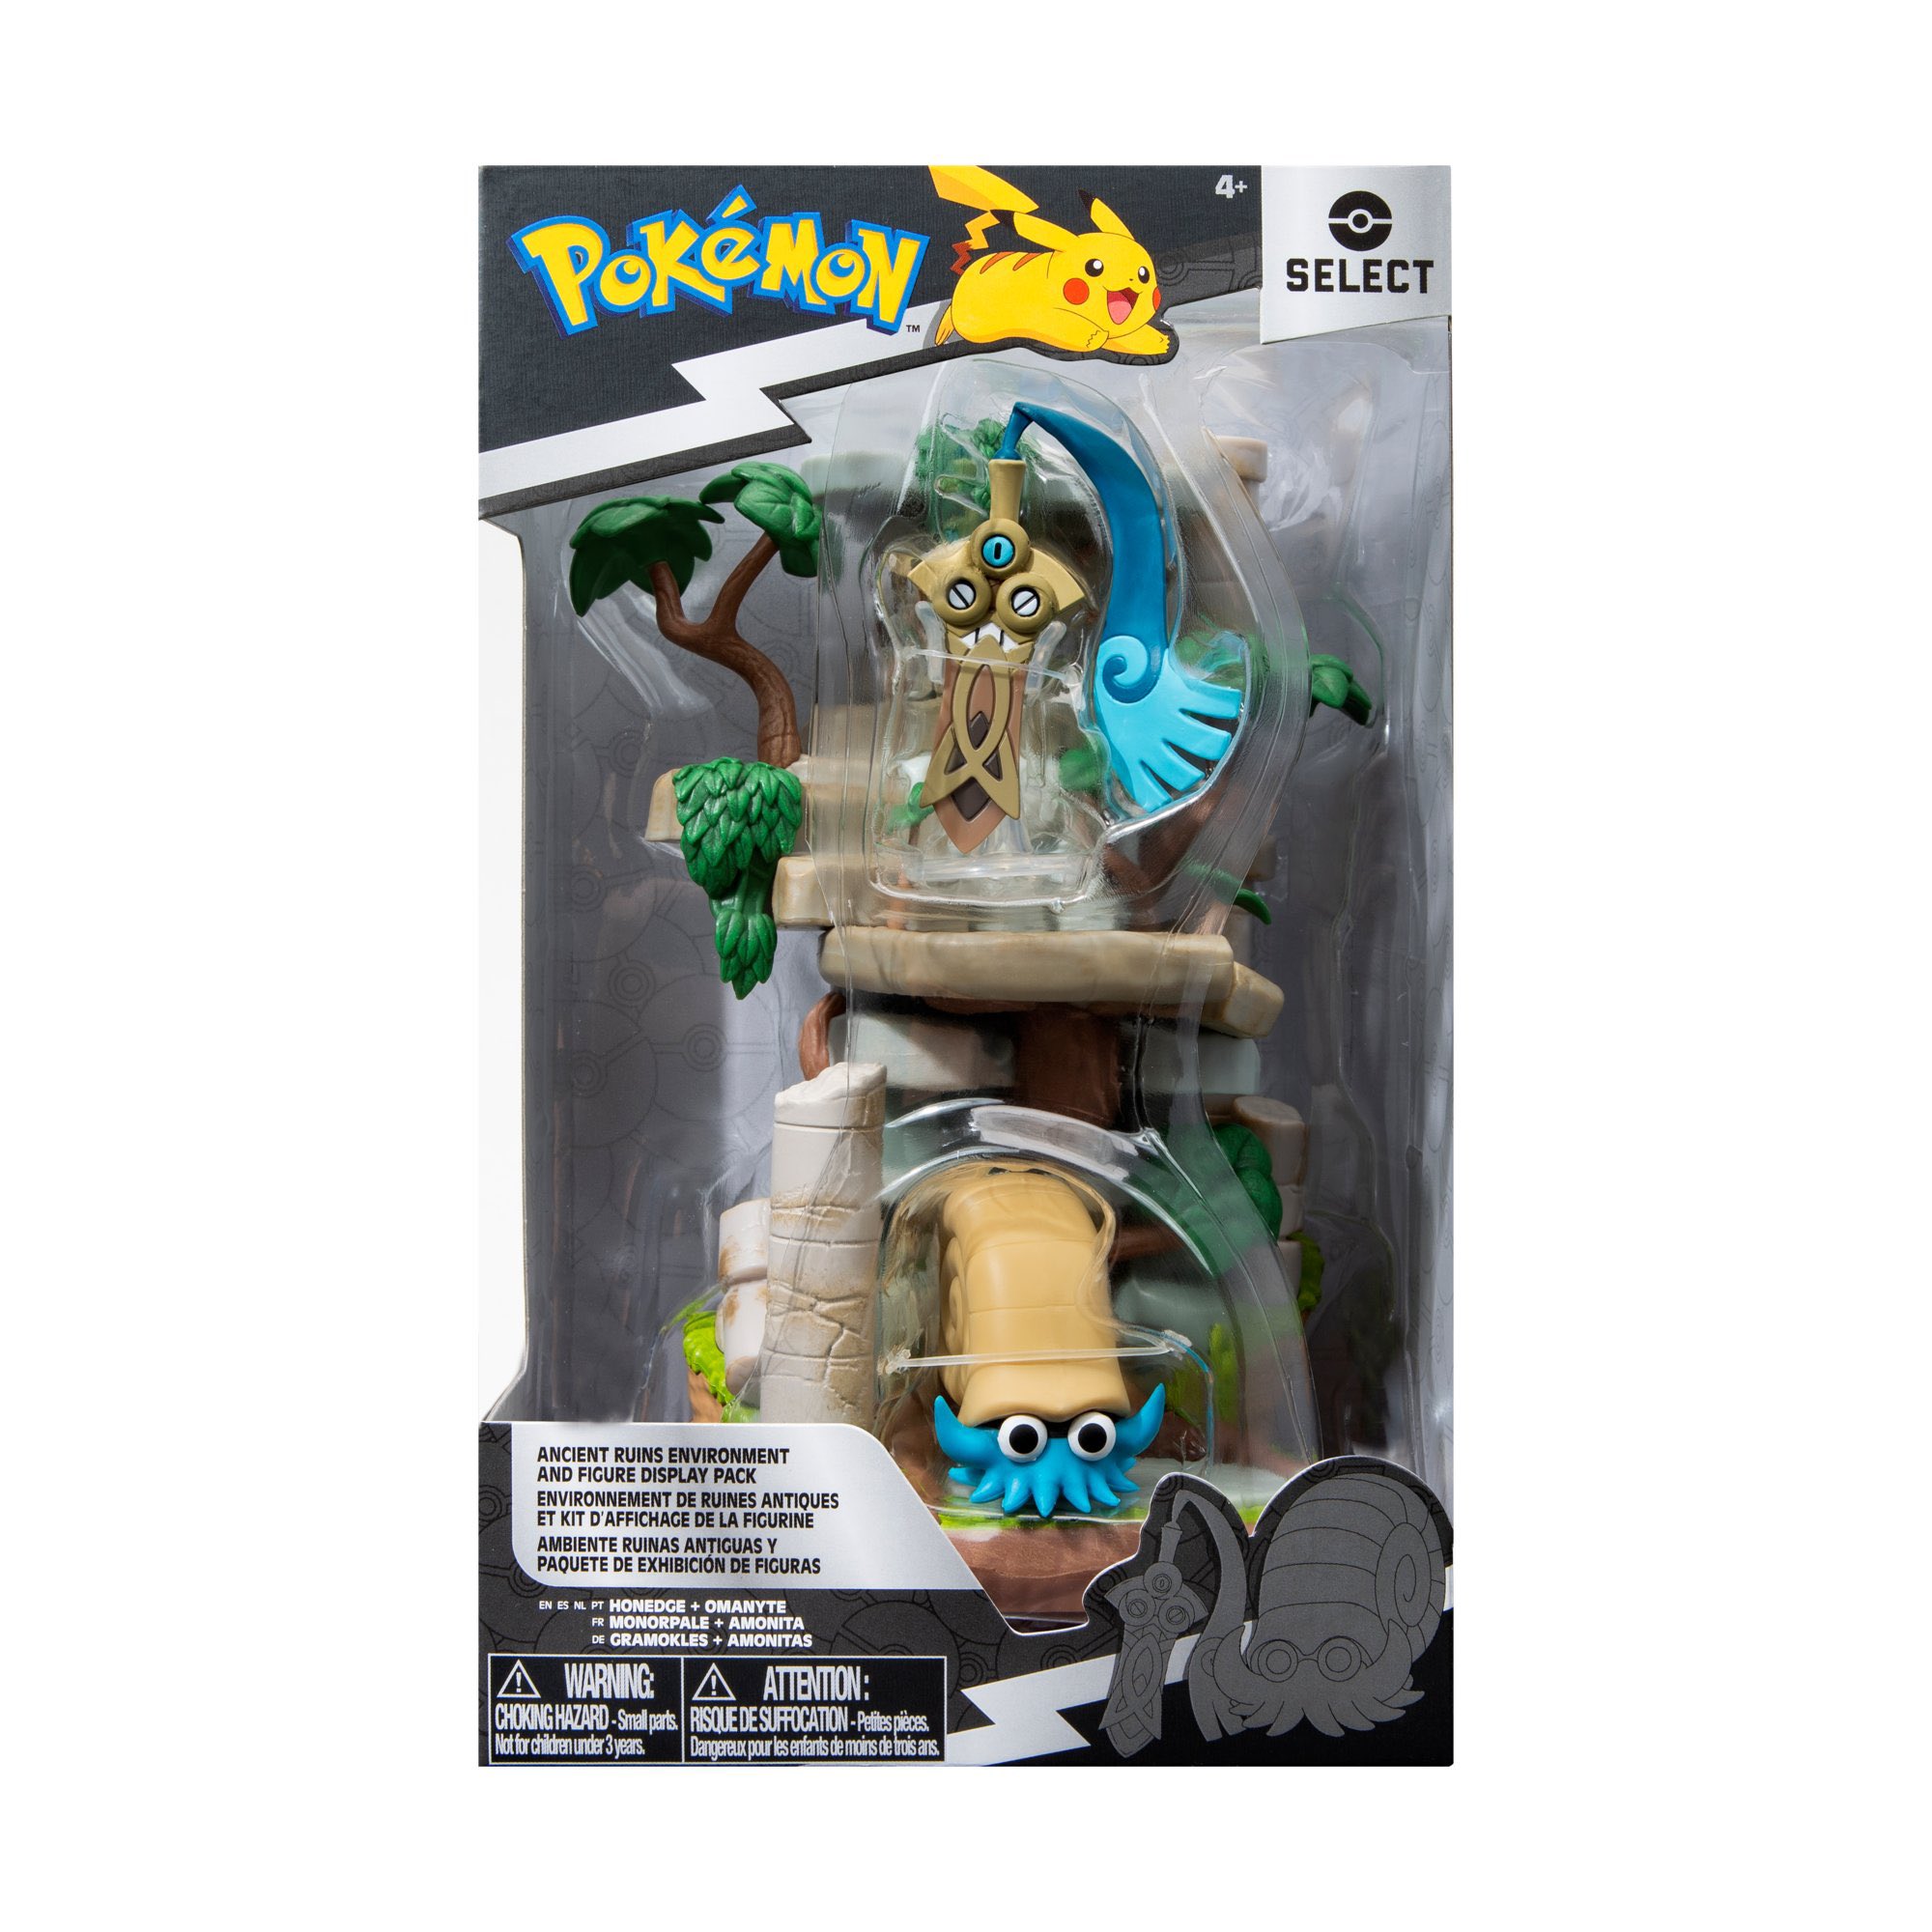 POKéMON™
4+
SELECT
ANCIENT RUINS ENVIRONMENT
AND FIGURE DISPLAY PACK
ENVIRONNEMENT DE RUINES ANTIQUES
ET KIT D'AFFICHAGE DE LA FIGURINE
AMBIENTE RUINAS ANTIGUAS Y
PAQUETE DE EXHIBICIÓN DE FIGURAS
EN ES NL PT HONEDGE + OMANYTE
FR MONORPALE + AMONITA
DE GRAMOKLES + AMONITAS
WARNING:
CHOKING HAZARD - Small parts.
Not for children under 3 years.
ATTENTION :
RISQUE DE SUFFOCATION - Petites pièces.
Dangereux pour les enfants de moins de trois ans.